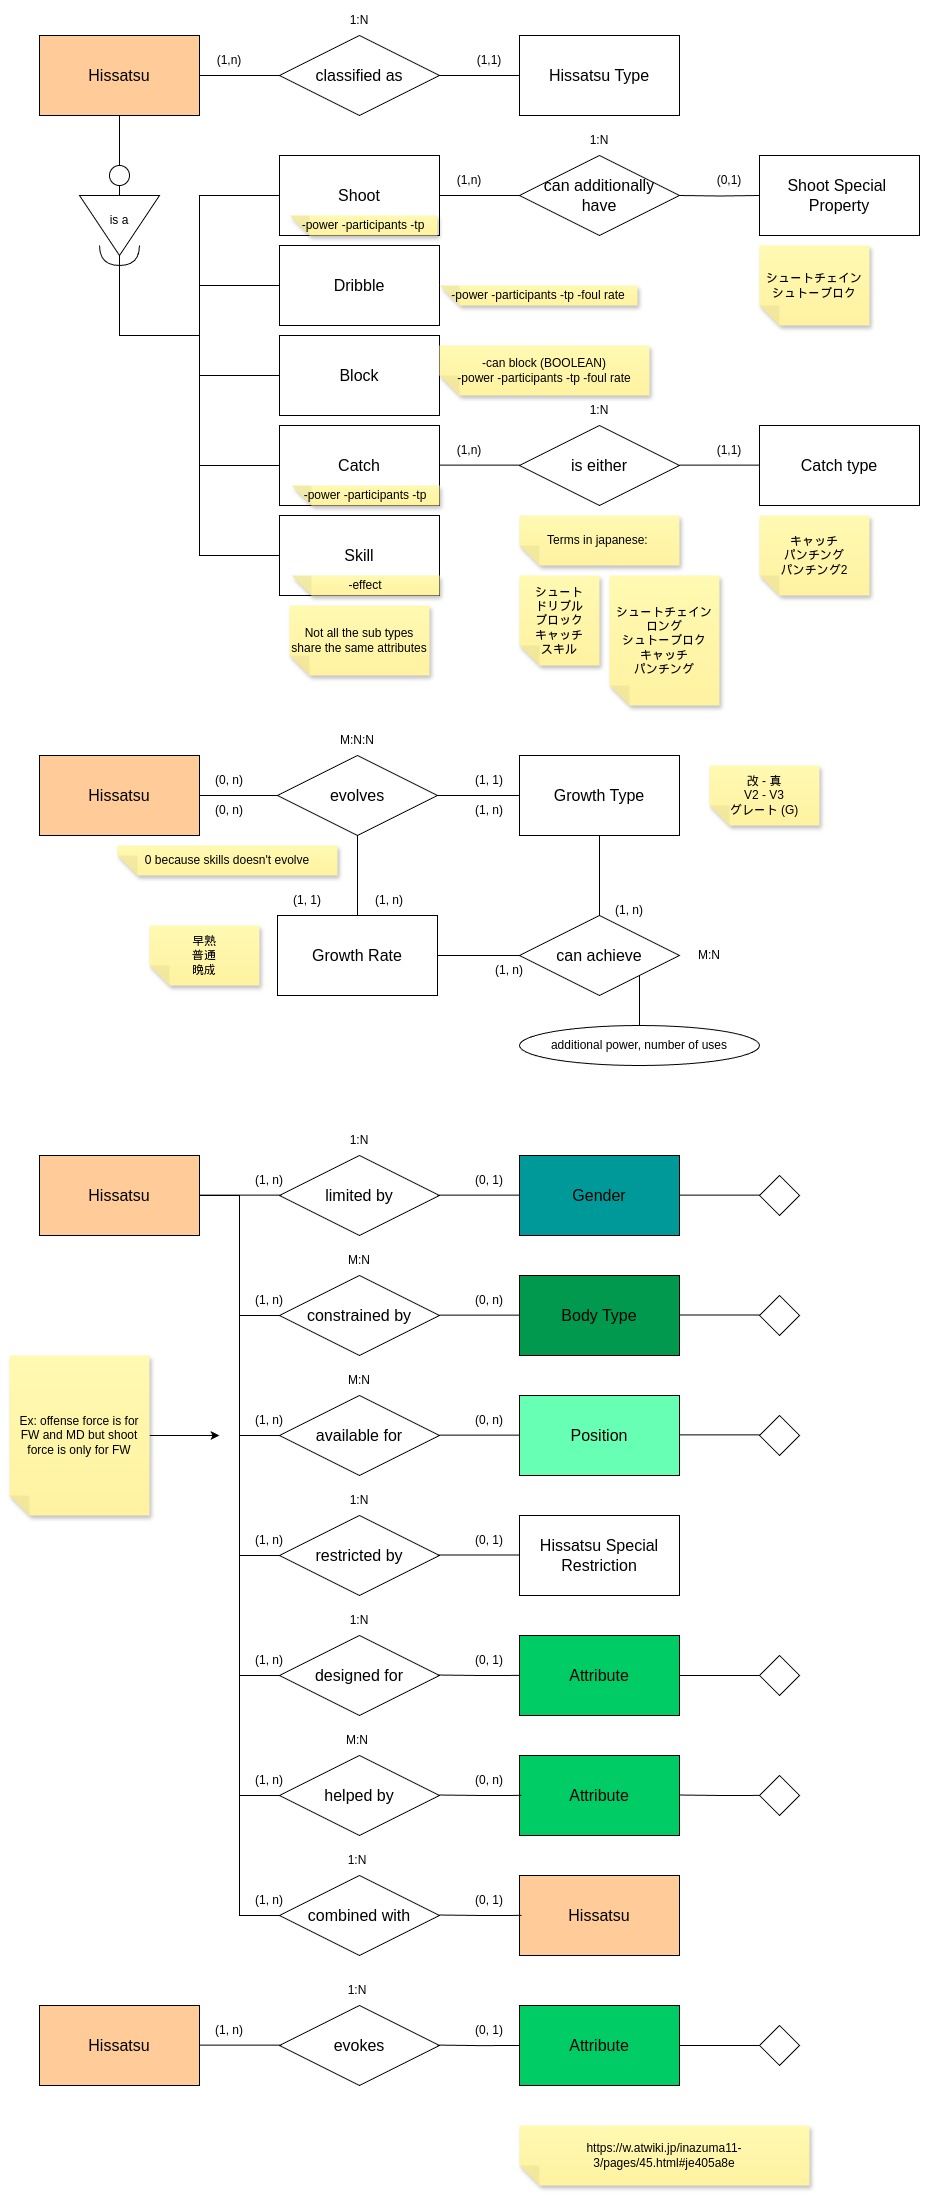 1:N
Hissatsu
(1,n)
classified as
(1,1)
Hissatsu Type
is a
Shoot
-power -participants -tp
(1,n)
1:N
can additionally
have
(0,1)
Shoot Special
Property
シュートチェイン
シュトーブロク
Dribble
-power -participants -tp -foul rate
Block
-can block (BOOLEAN)
-power -participants -tp -foul rate
Catch
-power -participants -tp
(1,n)
1:N
is either
(1,1)
Catch type
キャッチ
パンチング
パンチング2
Skill
-effect
Not all the sub types
share the same attributes
Terms in japanese:
シュート
ドリブル
ブロック
キャッチ
スキル
シュートチェイン
ロング
シュトーブロク
キャッチ
パンチング
M:N:N
Hissatsu
(0, n)
(0, n)
evolves
(1, 1)
(1, n)
Growth Type
改 - 真
V2 - V3
グレート (G)
0 because skills doesn't evolve
(1, 1)
(1, n)
早熟
普通
晩成
Growth Rate
(1, n)
(1, n)
can achieve
M:N
additional power, number of uses
1:N
Hissatsu
(1, n)
limited by
(0, 1)
Gender
M:N
(1, n)
constrained by
(0, n)
Body Type
Ex: offense force is for
FW and MD but shoot
force is only for FW
M:N
(1, n)
available for
(0, n)
Position
1:N
(1, n)
restricted by
(0, 1)
Hissatsu Special
Restriction
1:N
(1, n)
designed for
(0, 1)
Attribute
M:N
(1, n)
helped by
(0, n)
Attribute
1:N
(1, n)
combined with
(0, 1)
Hissatsu
1:N
Hissatsu
(1, n)
evokes
(0, 1)
Attribute
https://w.atwiki.jp/inazuma11-
3/pages/45.html#je405a8e